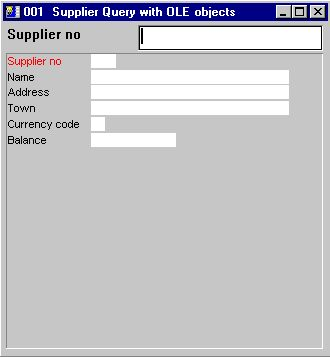 001 Supplier Query with OLE objects
Supplier no
Supplier no
Name
Address
Town
Currency code
Balance